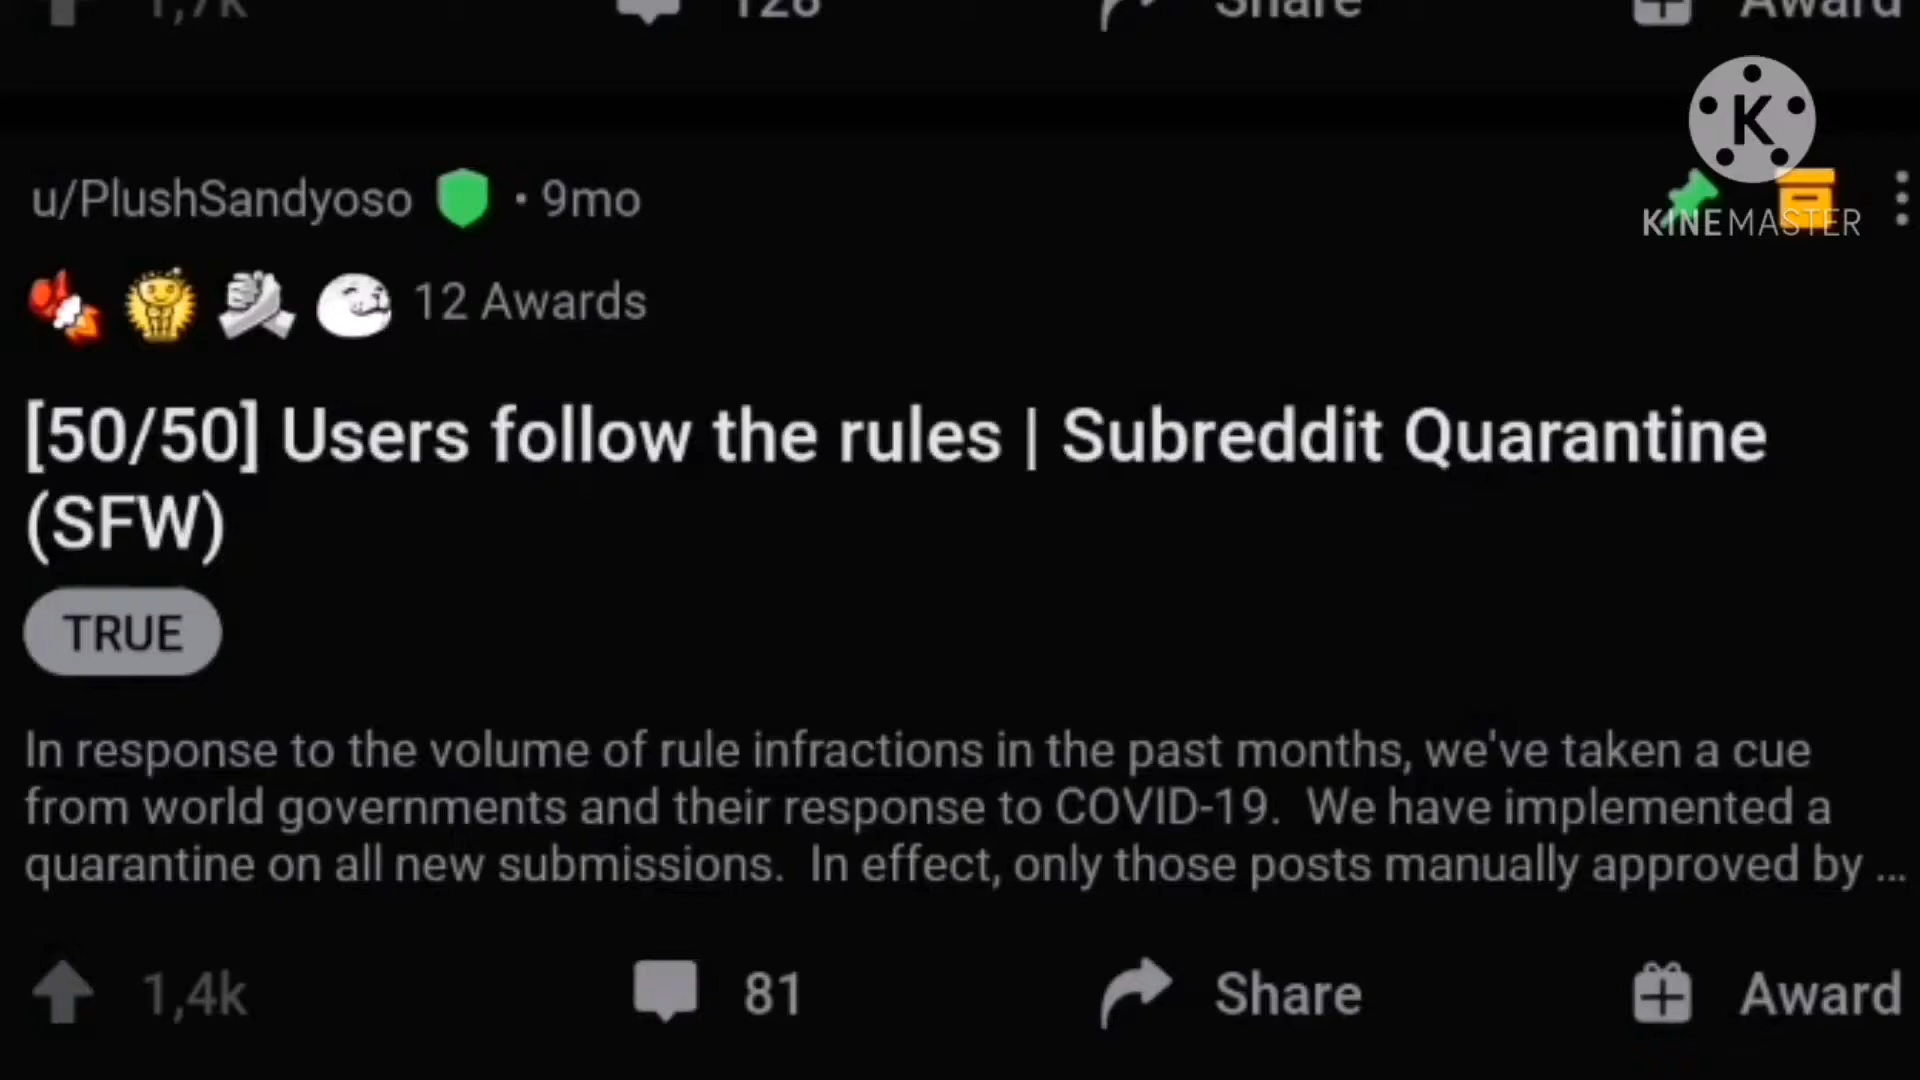 1,7k 126 Share Award
K
KINEMASTER
u/PlushSandyoso • 9mo
12 Awards
[50/50] Users follow the rules | Subreddit Quarantine
(SFW)
TRUE
In response to the volume of rule infractions in the past months, we've taken a cue
from world governments and their response to COVID-19. We have implemented a
quarantine on all new submissions. In effect, only those posts manually approved by ...
1,4k 81 Share Award